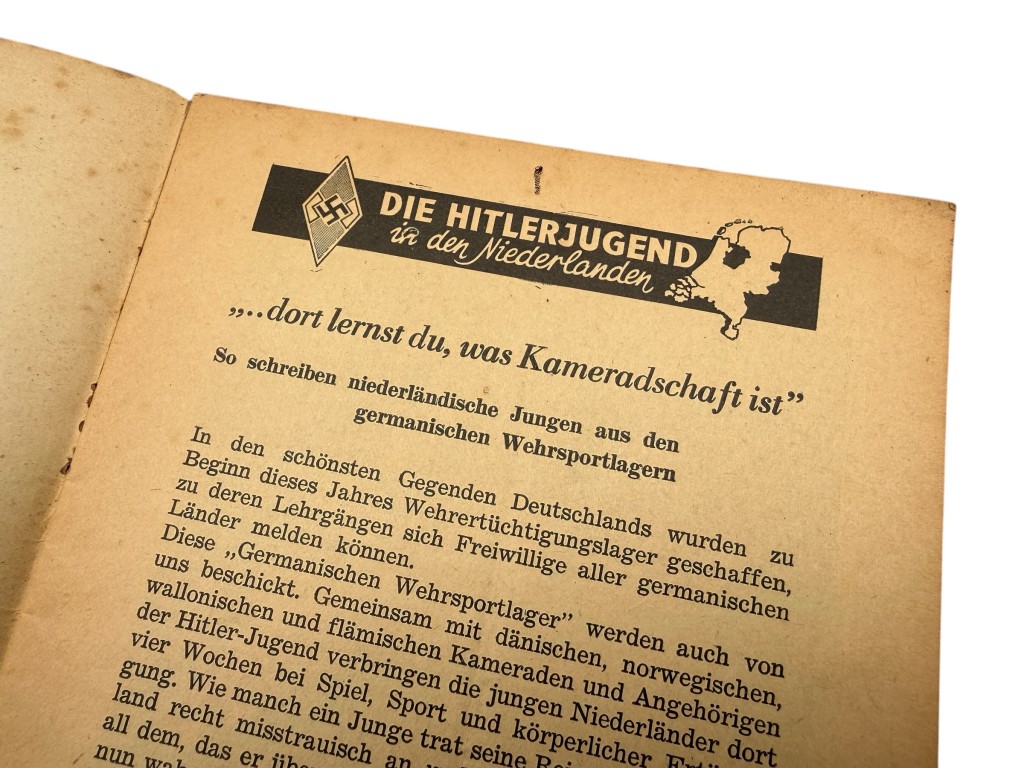 DIE HITLERJUGEND
in den Niederlanden
„..dort lernst du, was Kameradschaft ist”
So schreiben niederländische Jungen aus den
germanischen Wehrsportlagern
In den schönsten Gegenden Deutschlands wurden zu
Beginn dieses Jahres Wehrertüchtigungslager geschaffen,
zu deren Lehrgängen sich Freiwillige aller germanischen
Länder melden können.
Diese „Germanischen Wehrsportlager” werden auch von
uns beschickt. Gemeinsam mit dänischen, norwegischen,
wallonischen und flämischen Kameraden und Angehörigen
der Hitler-Jugend verbringen die jungen Niederländer dort
vier Wochen bei Spiel, Sport und körperlicher Ertüchti-
gung. Wie manch ein Junge trat seine
land recht misstrauisch an
all dem, das er
nun